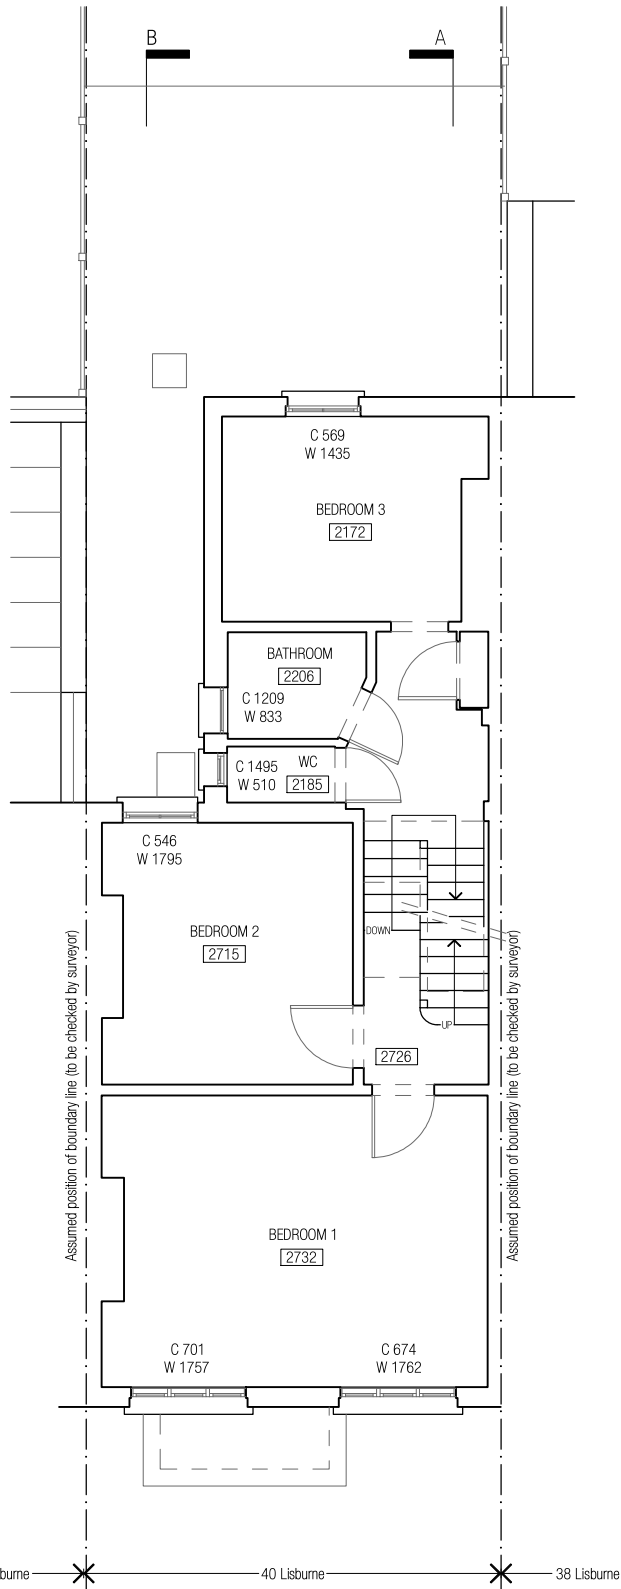 B
A
C 569
W 1435
BEDROOM 3
2172
BATHROOM
2206
C 1209
W 833
WC
C 1495
W 510
2185
C 546
W 1795
BEDROOM 2
2715
DOWN
UP
2726
Assumed position of boundary line (to be checked by surveyor)
Assumed position of boundary line (to be checked by surveyor)
BEDROOM 1
2732
C 701
W 1757
C 674
W 1762
burne
40 Lisburne
38 Lisburne